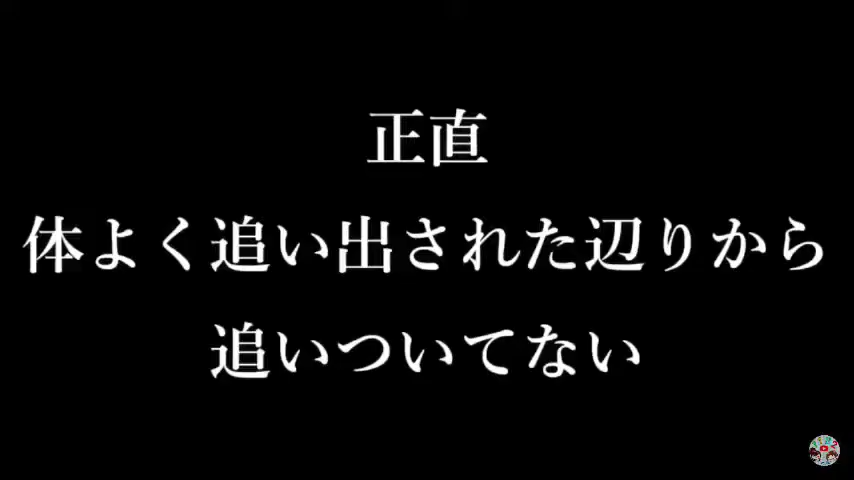 正直
体よく追い出された辺りから
追いついてない